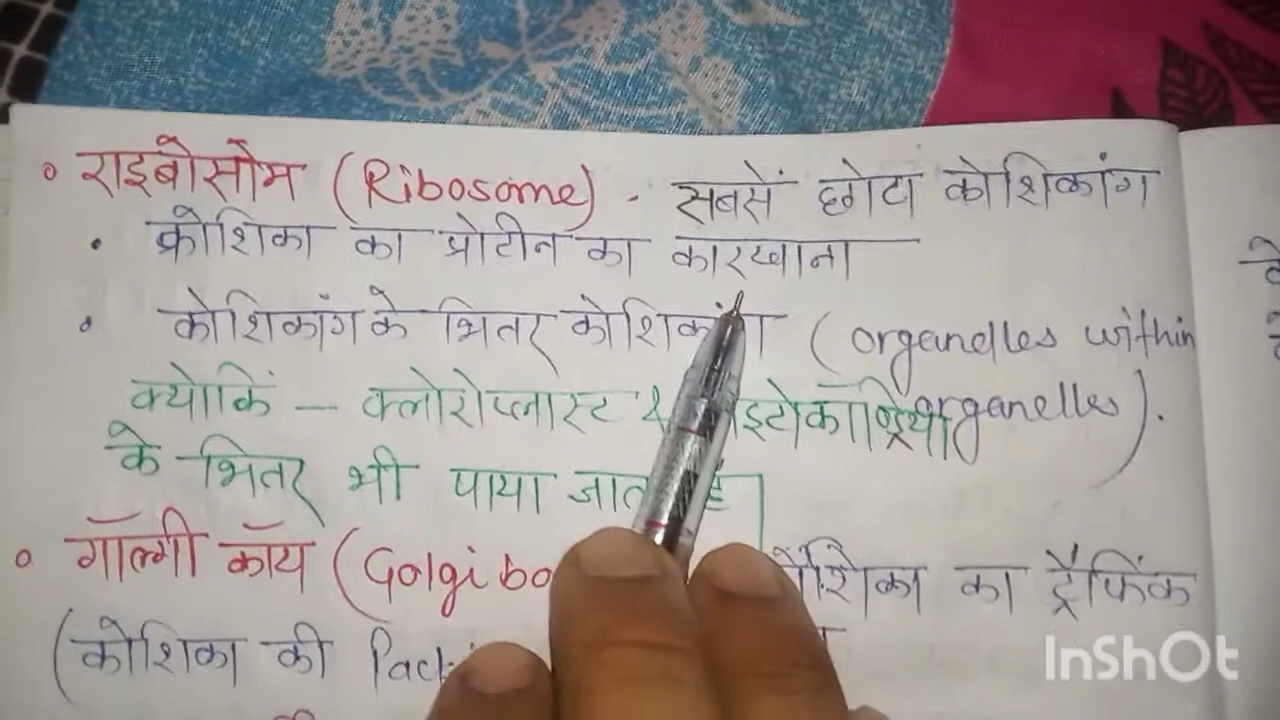 राइबोसोम (Ribosome) - सबसें छोटा कोशिकांग
• कोशिका का प्रोटीन का कारखाना
• कोशिकांग के भितर कोशिकांग (organelles within organelles).
क्योकिं - क्लोरोप्लास्ट &
के भितर भी पाया जाता है।
गॉल्गी कॉय (Golgi का ट्रैफिंक
(कोशिका की
InShOt